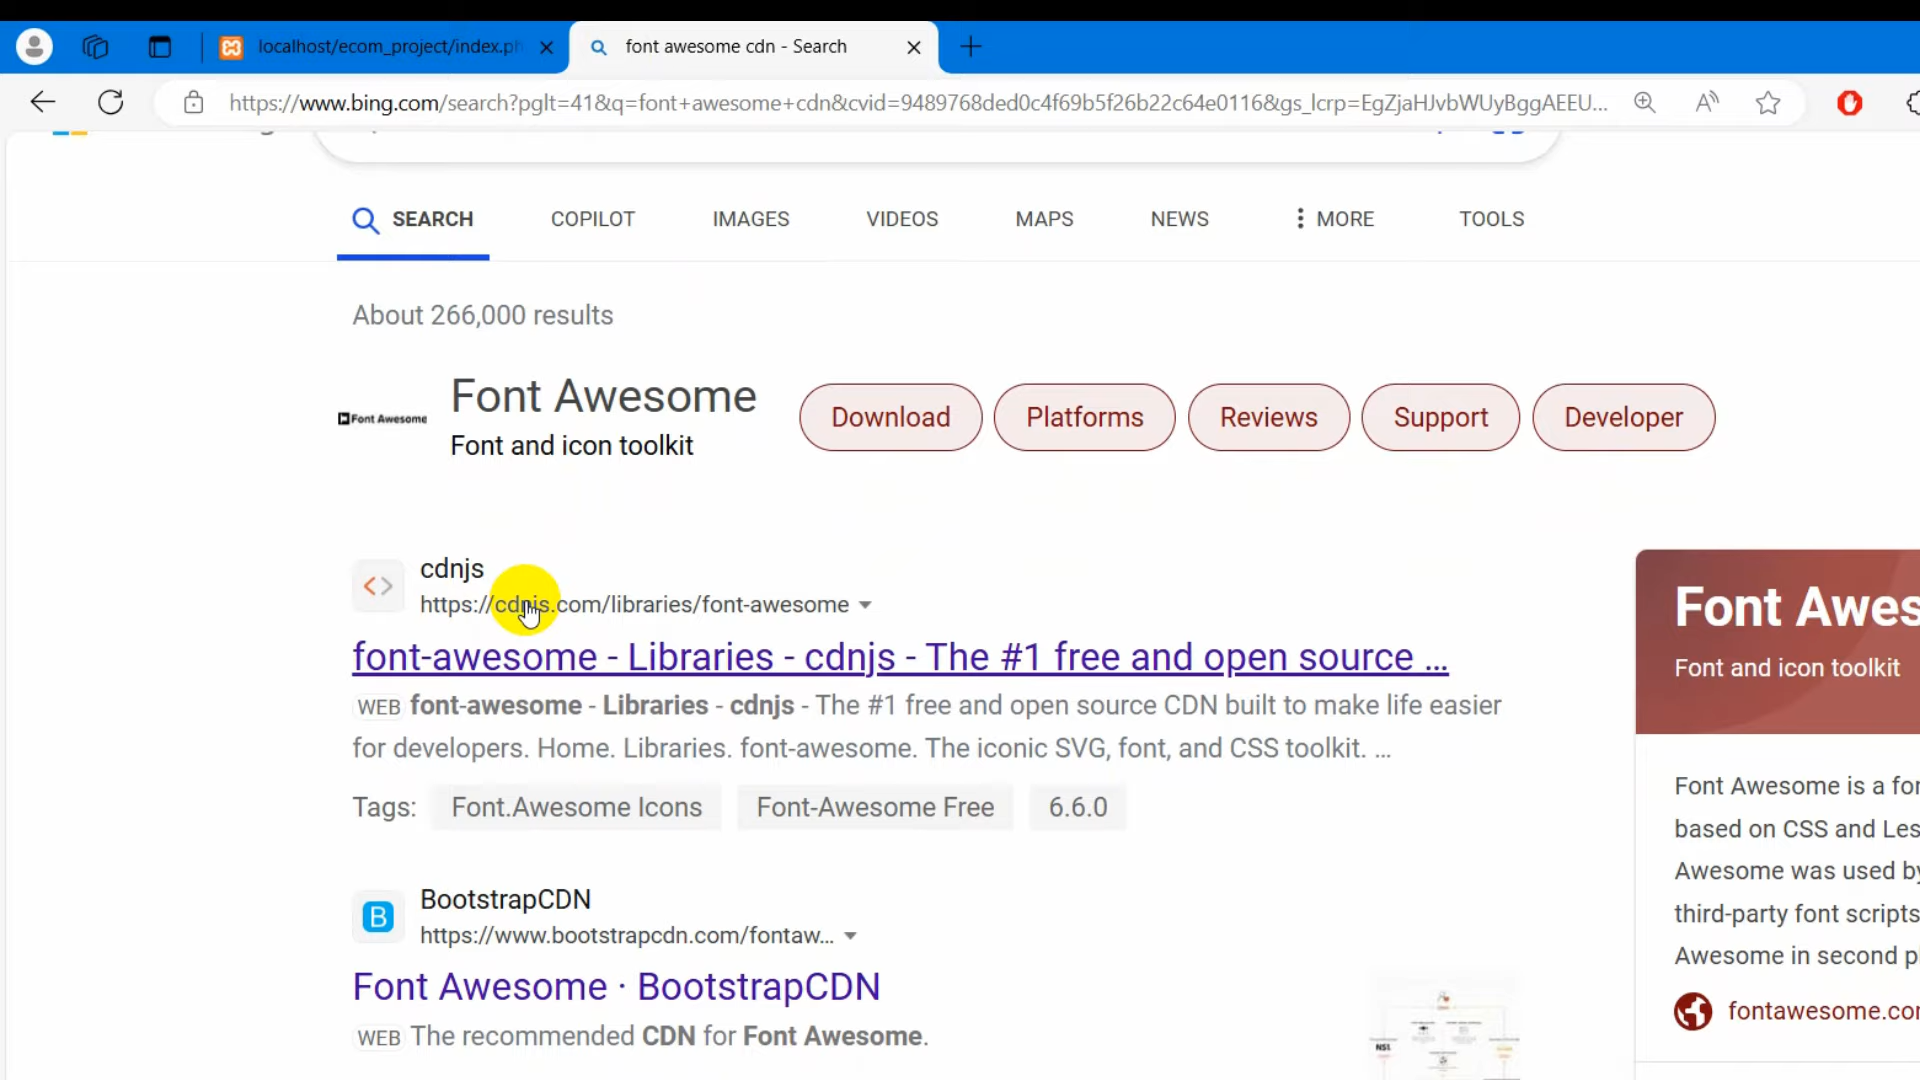 localhost/ecom_project/index.ph
font awesome cdn - Search
https://www.bing.com/search?pglt=41&q=font+awesome+cdn&cvid=9489768ded0c4f69b5f26b22c64e0116&gs_lcrp=EgZjaHJvbWUyBggAEEU...
SEARCH COPILOT IMAGES VIDEOS MAPS NEWS MORE TOOLS
About 266,000 results
Font Awesome
Font Awesome
Font and icon toolkit
Download Platforms Reviews Support Developer
cdnjs
https://cdnjs.com/libraries/font-awesome
font-awesome - Libraries - cdnjs - The #1 free and open source ...
WEB font-awesome - Libraries - cdnjs - The #1 free and open source CDN built to make life easier
for developers. Home. Libraries. font-awesome. The iconic SVG, font, and CSS toolkit. ...
Tags: Font.Awesome Icons Font-Awesome Free 6.6.0
BootstrapCDN
https://www.bootstrapcdn.com/fontaw...
Font Awesome · BootstrapCDN
WEB The recommended CDN for Font Awesome.
Font Awes
Font and icon toolkit
Font Awesome is a fo
based on CSS and Les
Awesome was used by
third-party font scripts
Awesome in second p
fontawesome.co